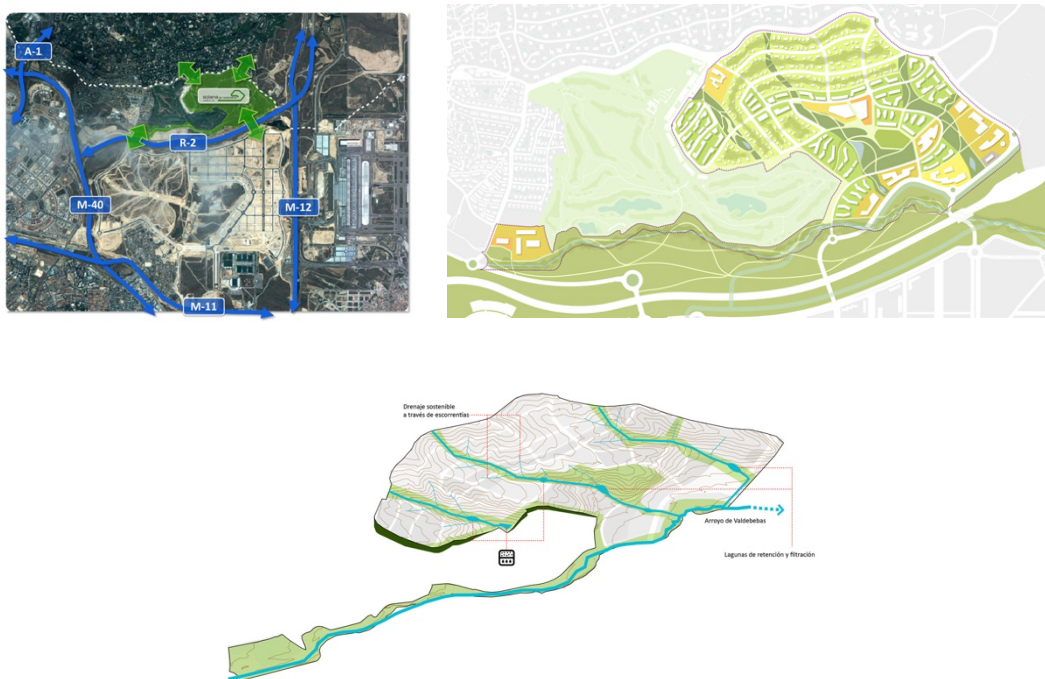 A-1
R-2
M-40
M-12
M-11
Drenaje sostenible
a través de escorrentías
Arroyo de Valdebebas
Lagunas de retención y filtración